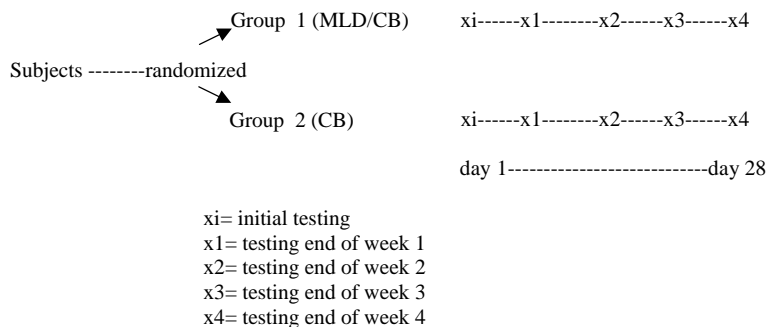 Group 1 (MLD/CB) xi------x1--------x2------x3------x4
Subjects --------randomized
Group 2 (CB) xi------x1--------x2------x3------x4
day 1----------------------------day 28
xi= initial testing
x1= testing end of week 1
x2= testing end of week 2
x3= testing end of week 3
x4= testing end of week 4